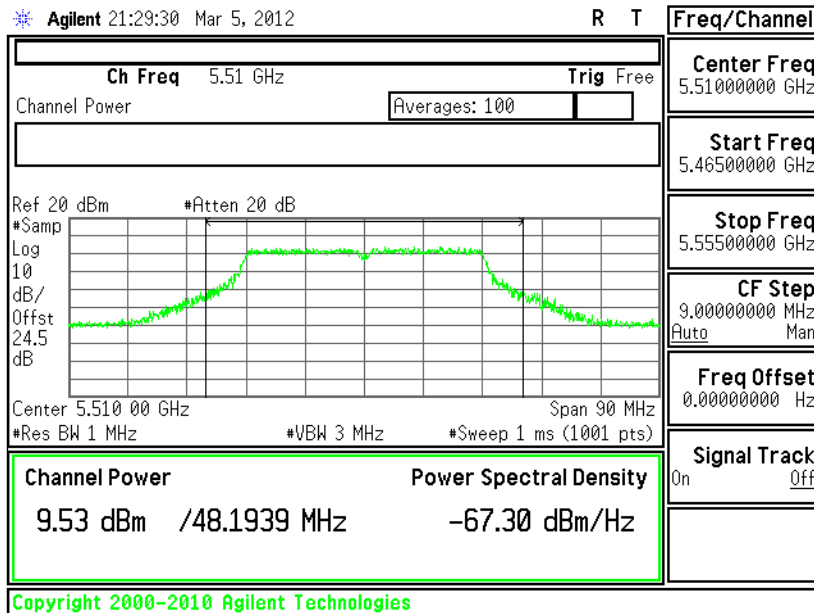 Agilent 21:29:30 Mar 5, 2012 R T
Freq/Channel
Ch Freq 5.51 GHz Trig Free
Channel Power Averages: 100
Ref 20 dBm #Atten 20 dB
#Samp
Log
10
dB/
Offst
24.5
dB
Center 5.510 00 GHz Span 90 MHz
#Res BW 1 MHz #VBW 3 MHz #Sweep 1 ms (1001 pts)
Channel Power Power Spectral Density
9.53 dBm /48.1939 MHz -67.30 dBm/Hz
Center Freq
5.51000000 GHz
Start Freq
5.46500000 GHz
Stop Freq
5.55500000 GHz
CF Step
9.00000000 MHz
Auto Man
Freq Offset
0.00000000 Hz
Signal Track
On Off
Copyright 2000-2010 Agilent Technologies